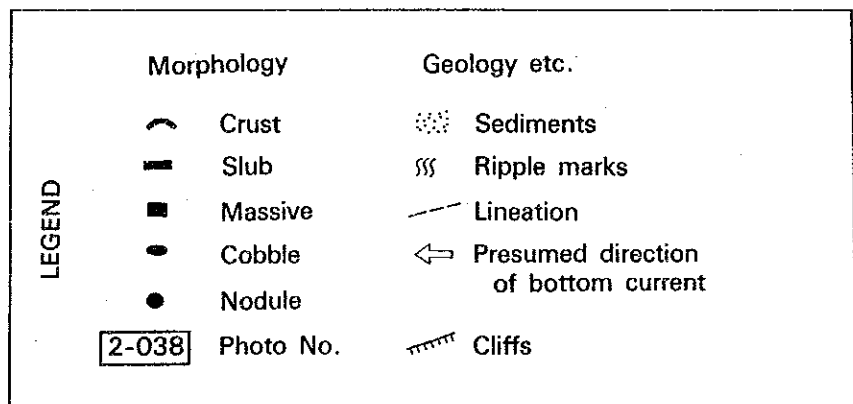 LEGEND
Morphology
Geology etc.
Crust
Sediments
Slub
Ripple marks
Massive
Lineation
Cobble
Presumed direction
of bottom current
Nodule
2-038
Photo No.
Cliffs